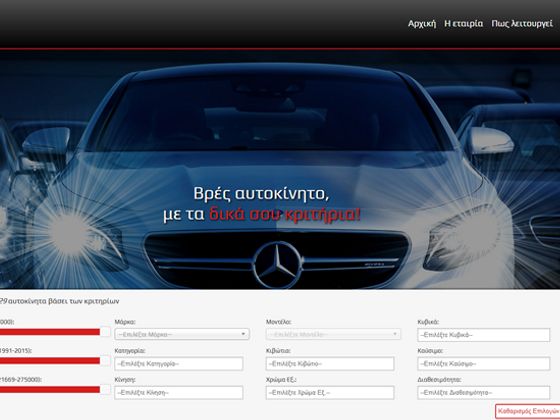 Αρχική Η εταιρία Πως λειτουργεί
Βρές αυτοκίνητο,
με τα δικά σου κριτήρια!
29 αυτοκίνητα βάσει των κριτηρίων
000): Μάρκα: Μοντέλο: Κυβικά:
--Επιλέξτε Μάρκα-- --Επιλέξτε Μοντέλο-- --Επιλέξτε Κυβικά--
1991-2015): Κατηγορία: Κιβώτιο: Καύσιμο:
--Επιλέξτε Κατηγορία-- --Επιλέξτε Κιβώτιο-- --Επιλέξτε Καύσιμο--
21669-275000): Κίνηση: Χρώμα Εξ.: Διαθεσιμότητα:
--Επιλέξτε Κίνηση-- --Επιλέξτε Χρώμα Εξ.-- --Επιλέξτε Διαθεσιμότητα--
Καθαρισμός Επιλογών